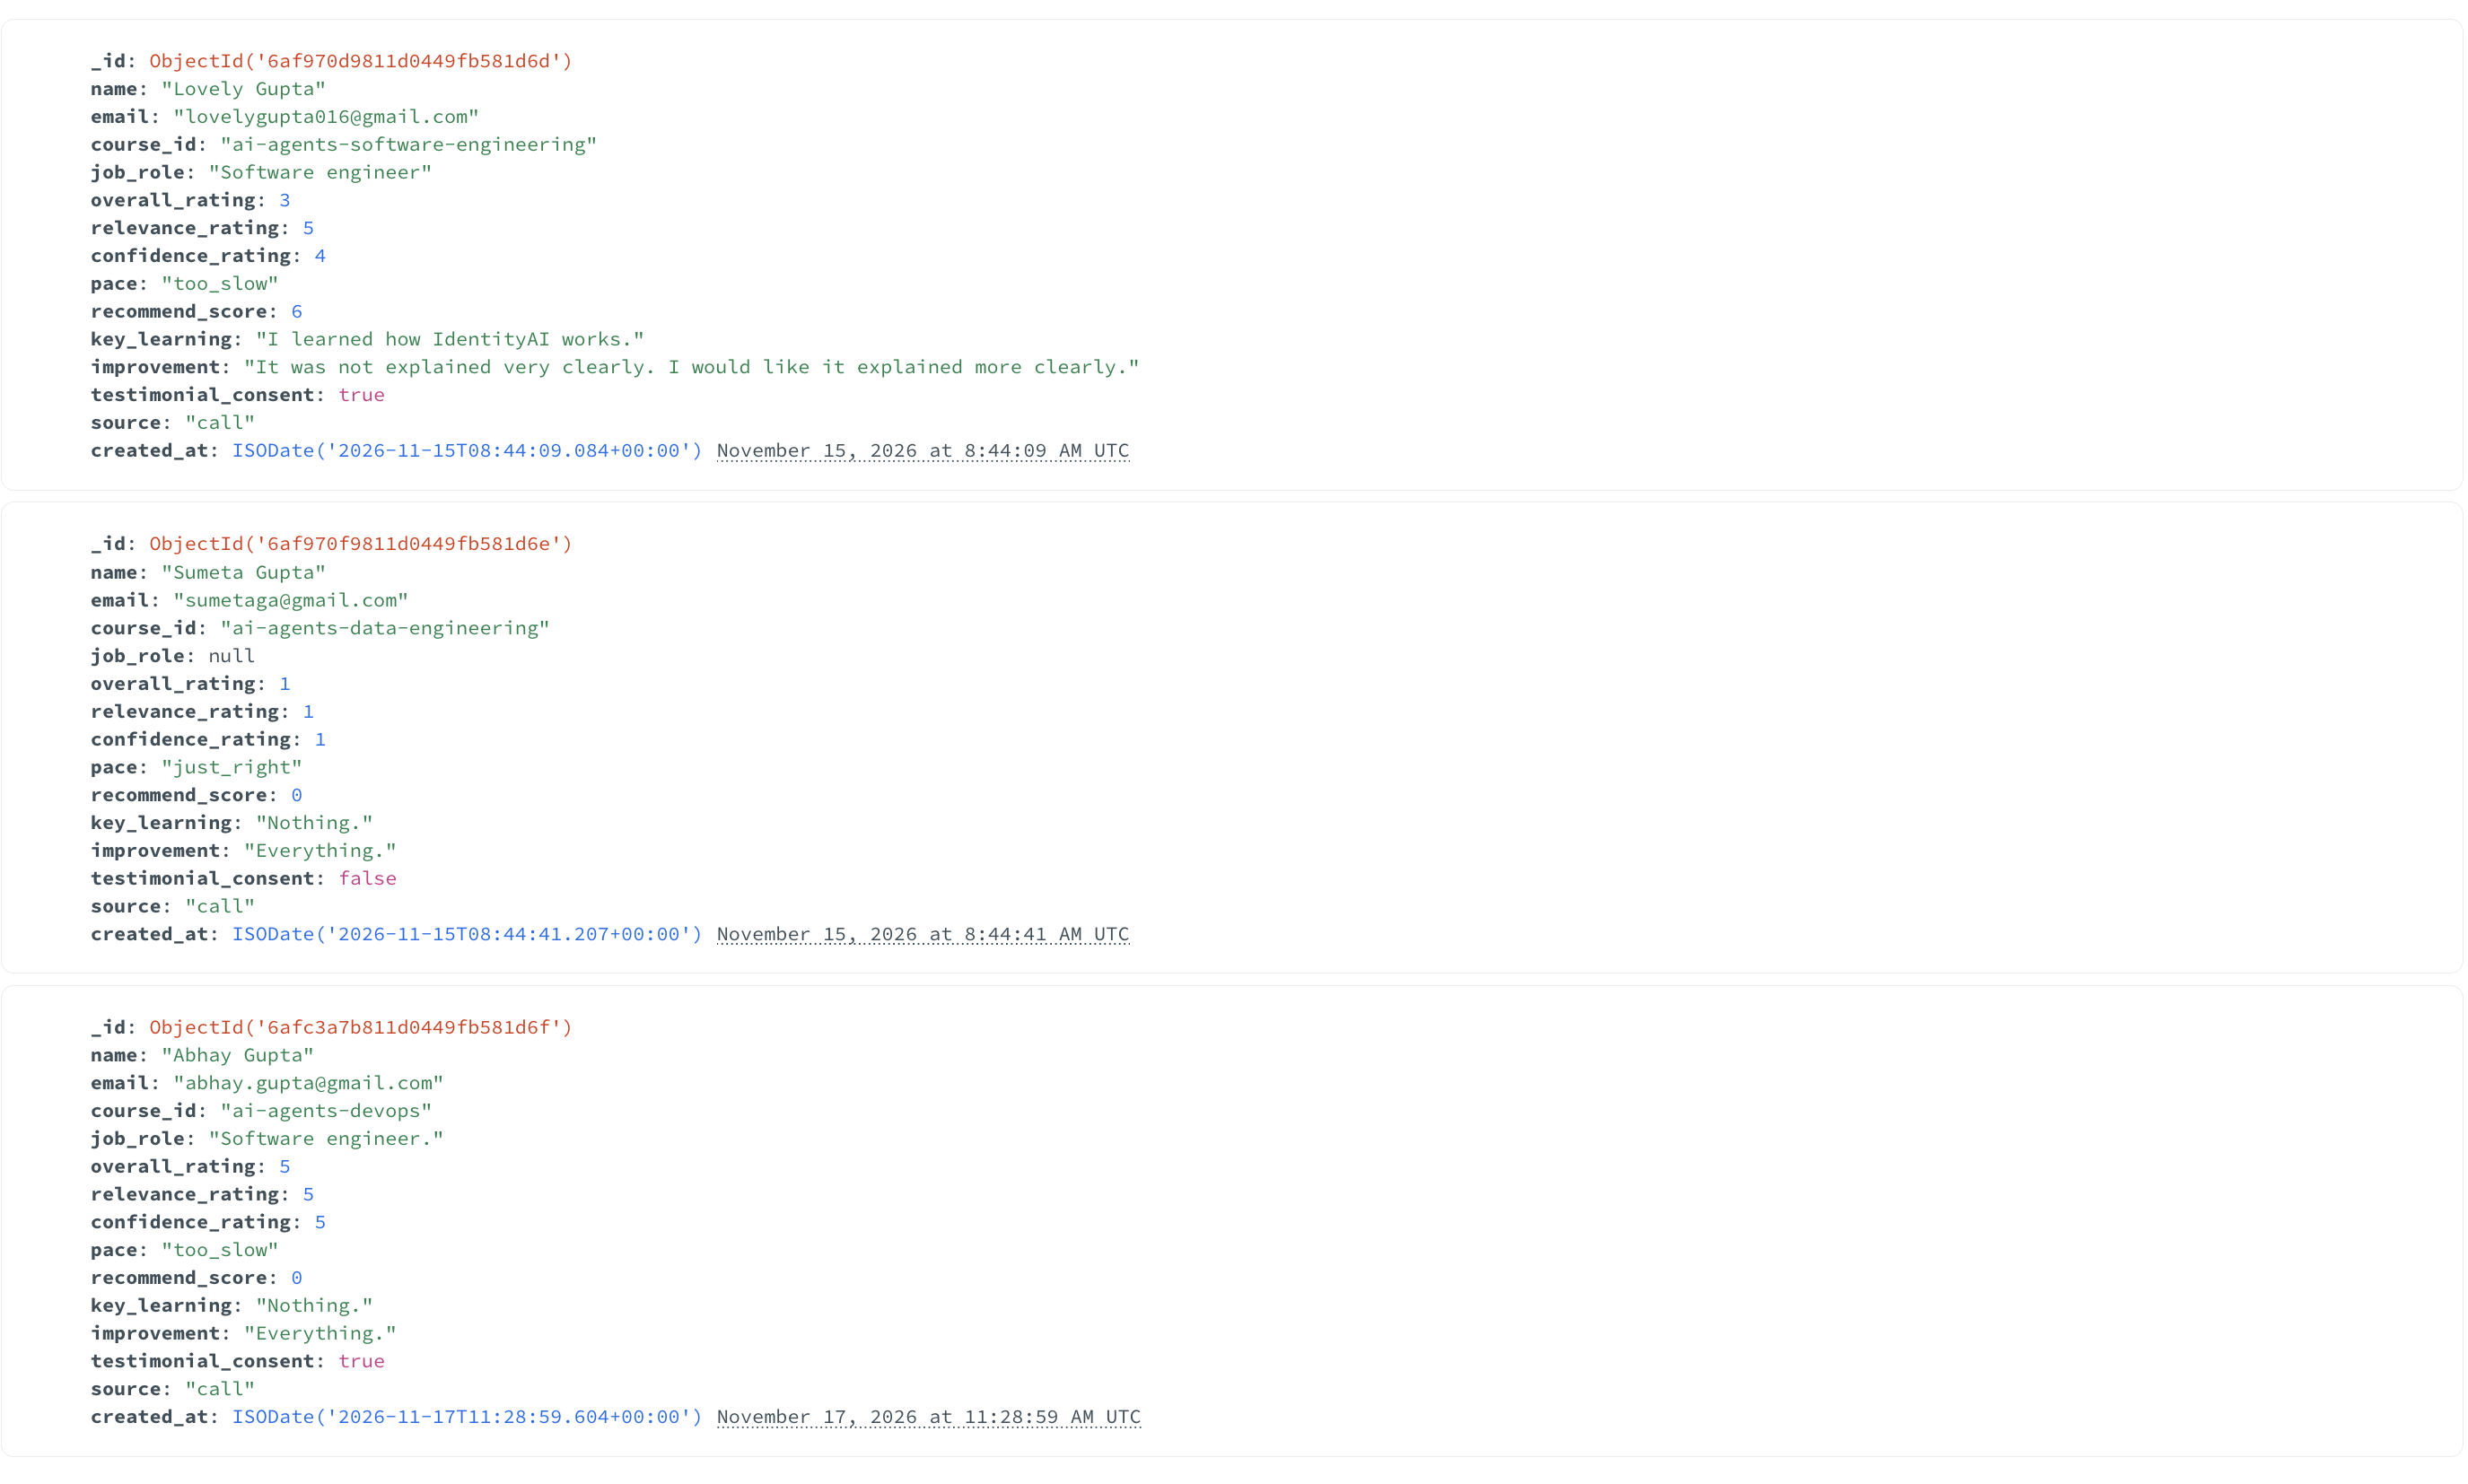 _id: ObjectId('6af970d9811d0449fb581d6d')
name: "Lovely Gupta"
email: "lovelygupta016@gmail.com"
course_id: "ai-agents-software-engineering"
job_role: "Software engineer"
overall_rating: 3
relevance_rating: 5
confidence_rating: 4
pace: "too_slow"
recommend_score: 6
key_learning: "I learned how IdentityAI works."
improvement: "It was not explained very clearly. I would like it explained more clearly."
testimonial_consent: true
source: "call"
created_at: ISODate('2026-11-15T08:44:09.084+00:00') November 15, 2026 at 8:44:09 AM UTC
_id: ObjectId('6af970f9811d0449fb581d6e')
name: "Sumeta Gupta"
email: "sumetaga@gmail.com"
course_id: "ai-agents-data-engineering"
job_role: null
overall_rating: 1
relevance_rating: 1
confidence_rating: 1
pace: "just_right"
recommend_score: 0
key_learning: "Nothing."
improvement: "Everything."
testimonial_consent: false
source: "call"
created_at: ISODate('2026-11-15T08:44:41.207+00:00') November 15, 2026 at 8:44:41 AM UTC
_id: ObjectId('6afc3a7b811d0449fb581d6f')
name: "Abhay Gupta"
email: "abhay.gupta@gmail.com"
course_id: "ai-agents-devops"
job_role: "Software engineer."
overall_rating: 5
relevance_rating: 5
confidence_rating: 5
pace: "too_slow"
recommend_score: 0
key_learning: "Nothing."
improvement: "Everything."
testimonial_consent: true
source: "call"
created_at: ISODate('2026-11-17T11:28:59.604+00:00') November 17, 2026 at 11:28:59 AM UTC